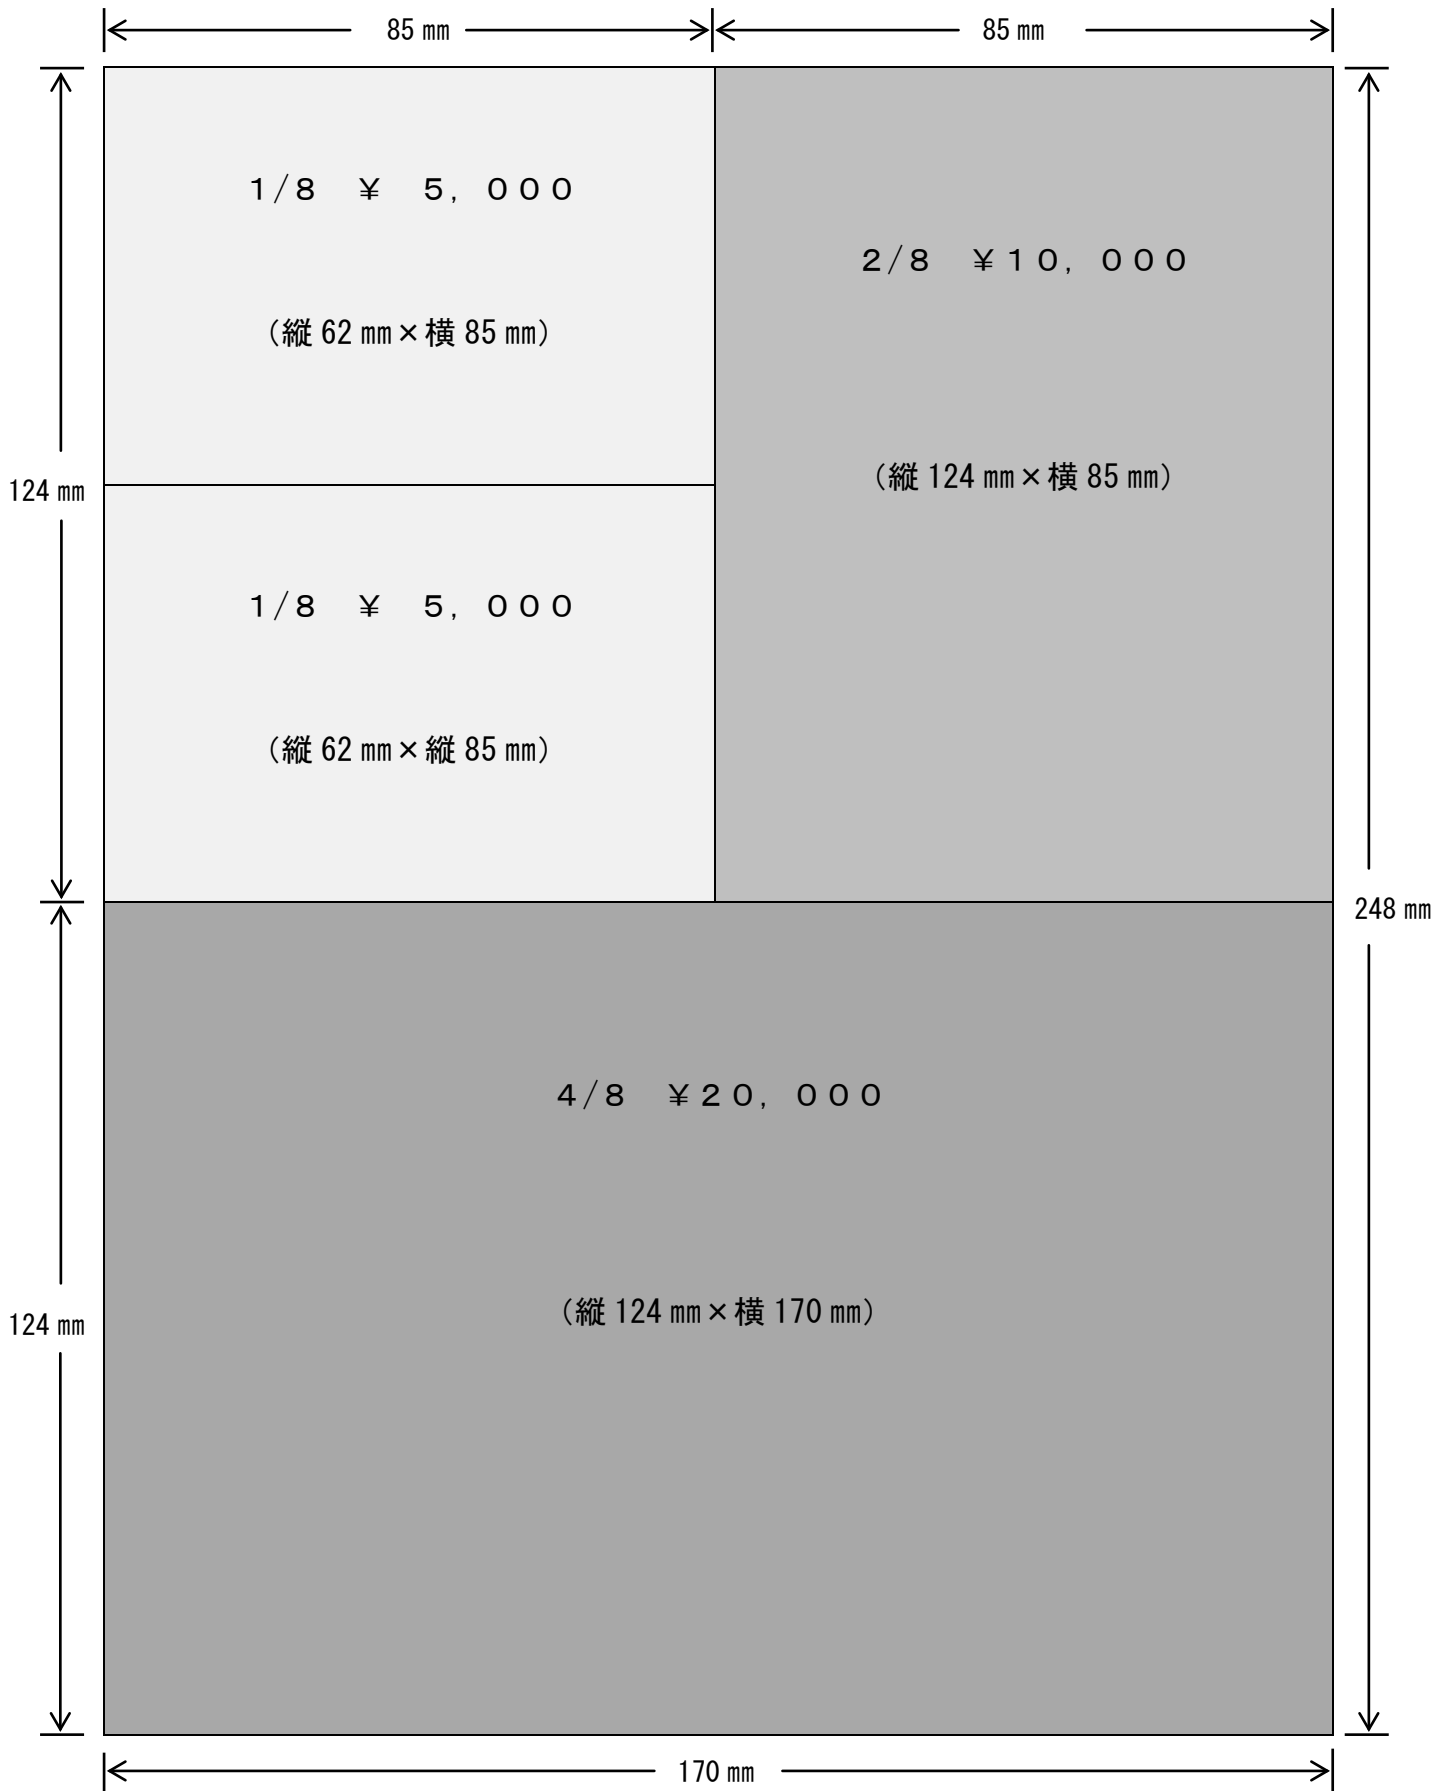 85㎜
85㎜
１/８　￥　５，０００
（縦62㎜×横85㎜）
２/８　￥１０，０００
（縦124㎜×横85㎜）
124㎜
１/８　￥　５，０００
（縦62㎜×縦85㎜）
248㎜
４/８　￥２０，０００
（縦124㎜×横170㎜）
124㎜
170㎜